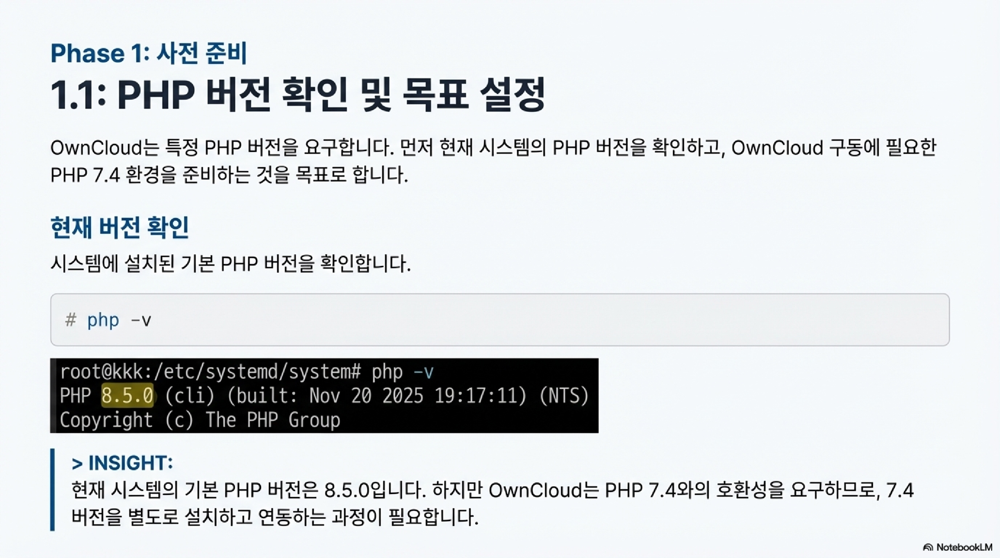 Phase 1: 사전 준비
1.1: PHP 버전 확인 및 목표 설정
OwnCloud는 특정 PHP 버전을 요구합니다. 먼저 현재 시스템의 PHP 버전을 확인하고, OwnCloud 구동에 필요한
PHP 7.4 환경을 준비하는 것을 목표로 합니다.
현재 버전 확인
시스템에 설치된 기본 PHP 버전을 확인합니다.
# php -v
root@kkk:/etc/systemd/system# php -v
PHP 8.5.0 (cli) (built: Nov 20 2025 19:17:11) (NTS)
Copyright (c) The PHP Group
> INSIGHT:
현재 시스템의 기본 PHP 버전은 8.5.0입니다. 하지만 OwnCloud는 PHP 7.4와의 호환성을 요구하므로, 7.4
버전을 별도로 설치하고 연동하는 과정이 필요합니다.
NotebookLM